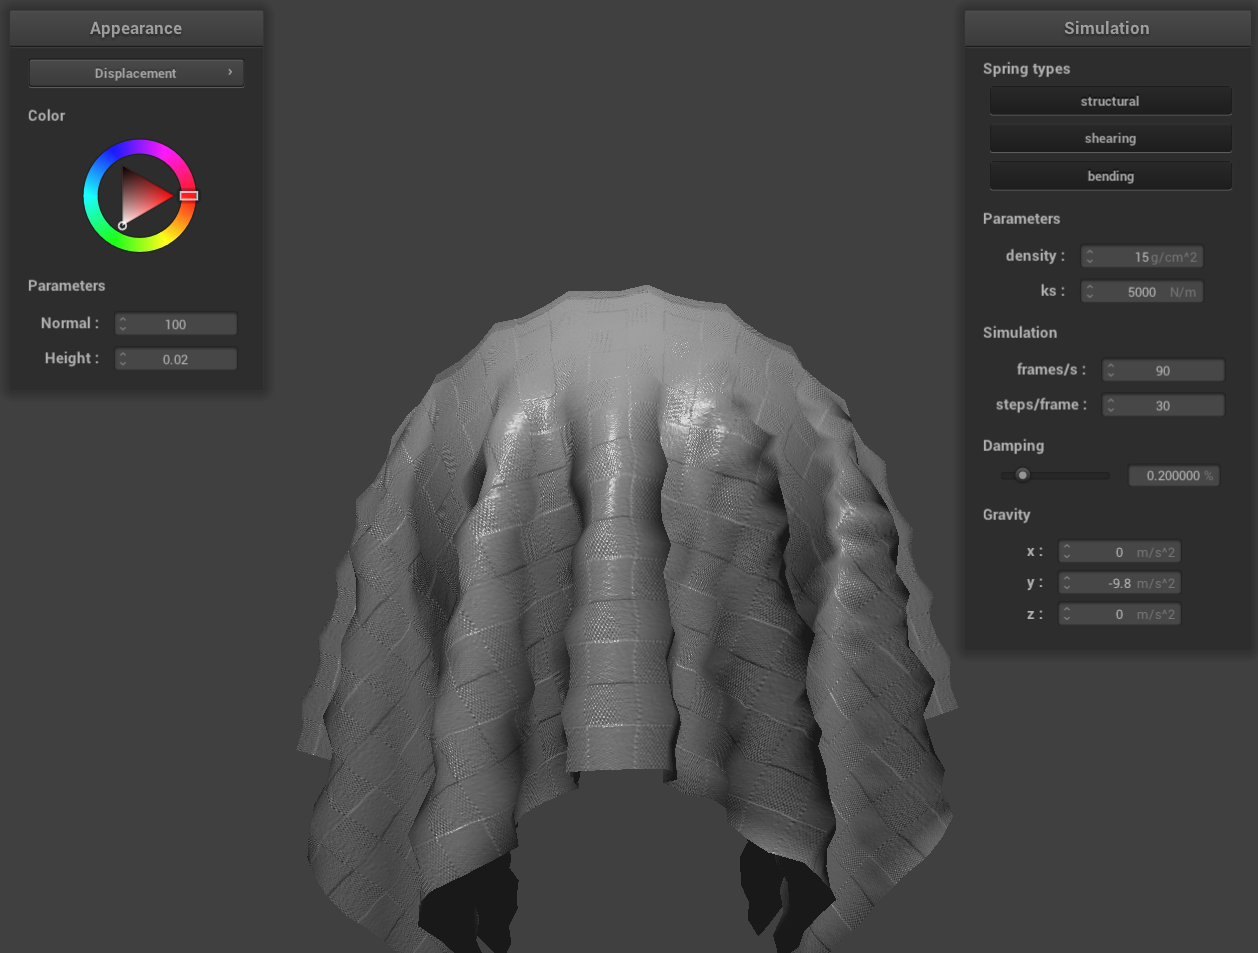 Appearance
Displacement ›
Color
Parameters
Normal : 100
Height : 0.02
Simulation
Spring types
structural
shearing
bending
Parameters
density : 15 g/cm^2
ks : 5000 N/m
Simulation
frames/s : 90
steps/frame : 30
Damping
0.200000 %
Gravity
x : 0 m/s^2
y : -9.8 m/s^2
z : 0 m/s^2